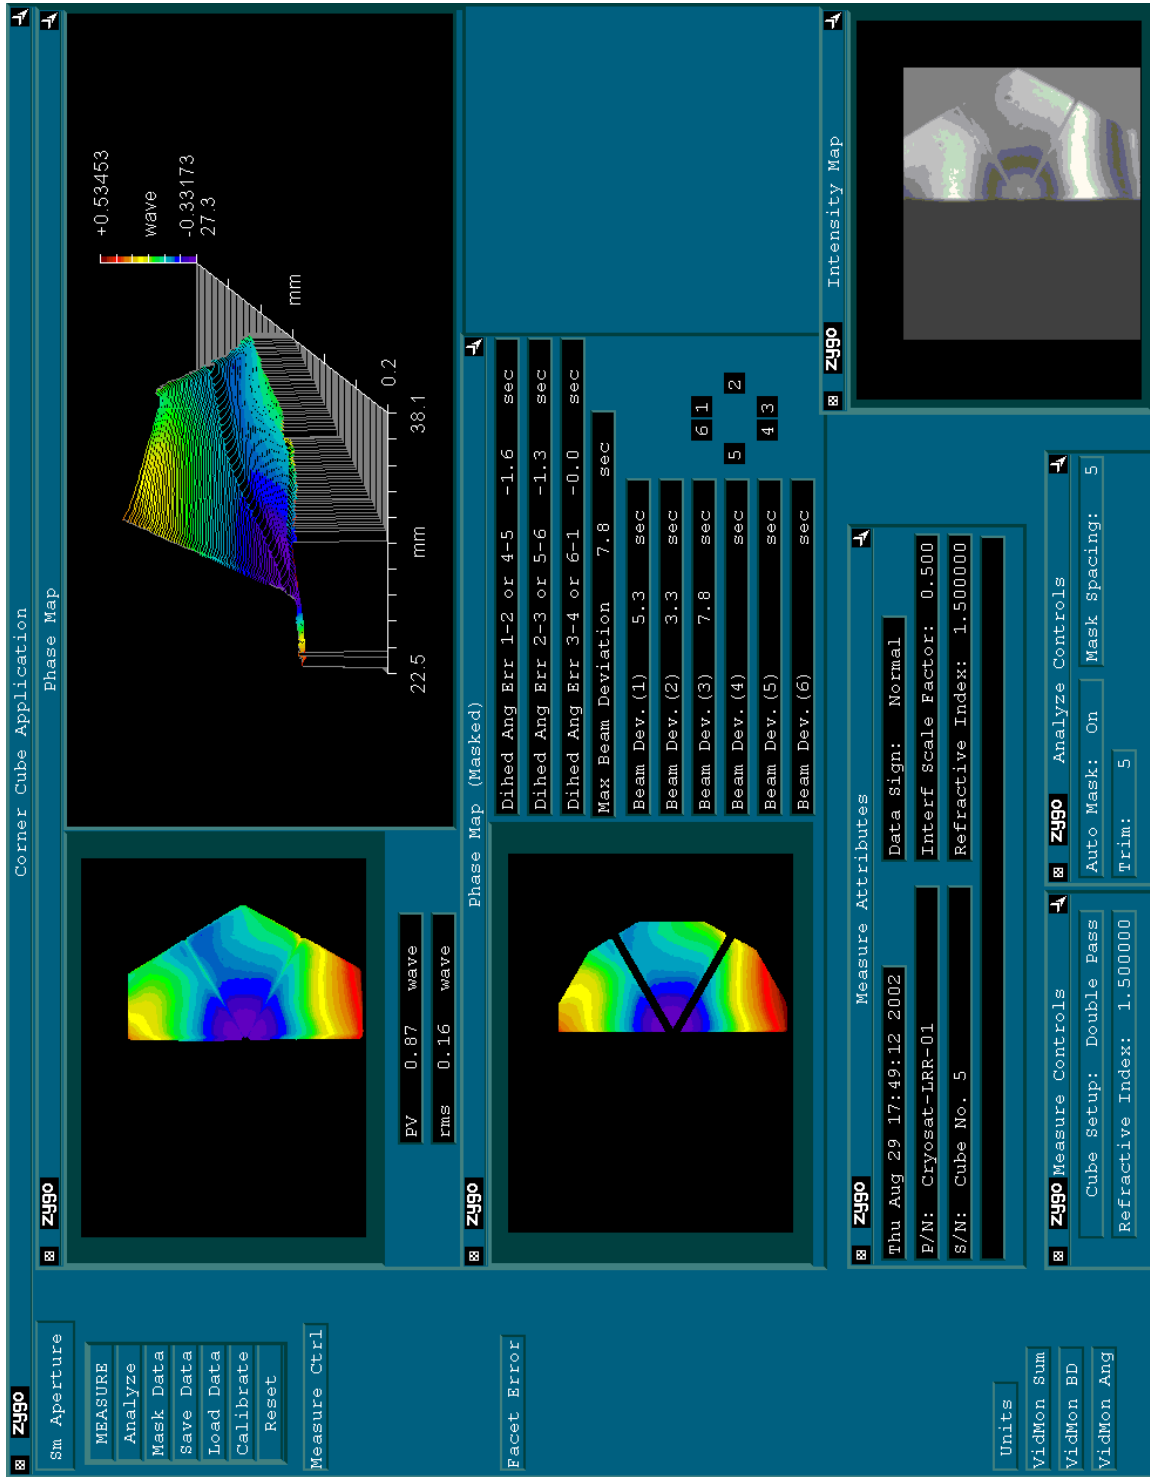 zygo Corner Cube Application
Sm Aperture
MEASURE
Analyze
Mask Data
Save Data
Load Data
Calibrate
Reset
Measure Ctrl
Facet Error
Units
VidMon Sum
VidMon BD
VidMon Ang
zygo Phase Map
PV 0.87 wave
rms 0.16 wave
+0.53453
wave
-0.33173
27.3
mm
0.2
38.1
mm
22.5
zygo Phase Map (Masked)
Dihed Ang Err 1-2 or 4-5 -1.6 sec
Dihed Ang Err 2-3 or 5-6 -1.3 sec
Dihed Ang Err 3-4 or 6-1 -0.0 sec
Max Beam Deviation 7.8 sec
Beam Dev.(1) 5.3 sec
Beam Dev.(2) 3.3 sec
Beam Dev.(3) 7.8 sec
Beam Dev.(4) sec
Beam Dev.(5) sec
Beam Dev.(6) sec
6 1
5 2
4 3
zygo Measure Attributes
Thu Aug 29 17:49:12 2002
Data Sign: Normal
P/N: Cryosat-LRR-01
Interf Scale Factor: 0.500
S/N: Cube No. 5
Refractive Index: 1.500000
zygo Intensity Map
zygo Measure Controls
Cube Setup: Double Pass
Refractive Index: 1.500000
zygo Analyze Controls
Auto Mask: On
Mask Spacing: 5
Trim: 5